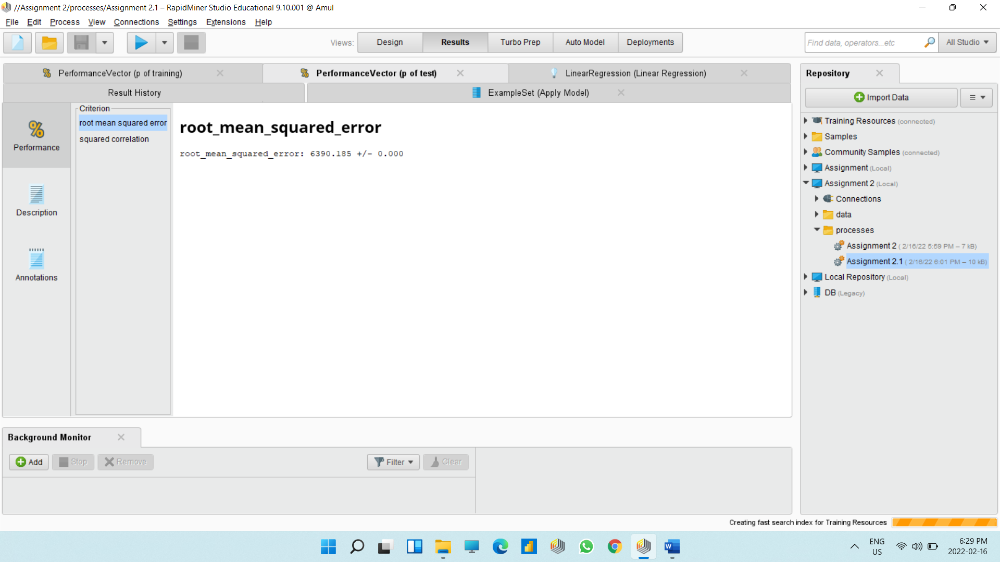 //Assignment 2/processes/Assignment 2.1 – RapidMiner Studio Educational 9.10.001 @ Amul
File Edit Process View Connections Settings Extensions Help
Views: Design Results Turbo Prep Auto Model Deployments
Find data, operators...etc All Studio
PerformanceVector (p of training) PerformanceVector (p of test) LinearRegression (Linear Regression)
Result History ExampleSet (Apply Model)
Performance
Description
Annotations
Criterion
root mean squared error
squared correlation
root_mean_squared_error
root_mean_squared_error: 6390.185 +/- 0.000
Repository
Import Data
Training Resources (connected)
Samples
Community Samples (connected)
Assignment (Local)
Assignment 2 (Local)
Connections
data
processes
Assignment 2 ( 2/16/22 5:59 PM – 7 kB)
Assignment 2.1 ( 2/16/22 6:01 PM – 10 kB)
Local Repository (Local)
DB (Legacy)
Background Monitor
Add Stop Remove Filter Clear
Creating fast search index for Training Resources
ENG
US
6:29 PM
2022-02-16